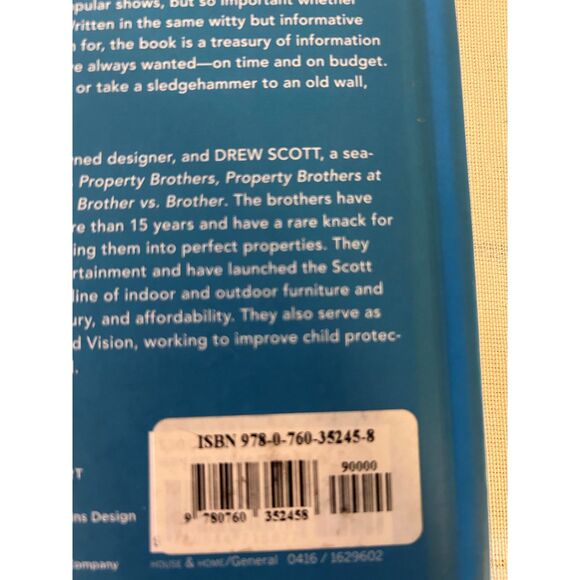 pular shows, but so important whether
Written in the same witty but informative
n for, the book is a treasury of information
e always wanted—on time and on budget.
or take a sledgehammer to an old wall,
ned designer, and DREW SCOTT, a sea-
Property Brothers, Property Brothers at
Brother vs. Brother. The brothers have
re than 15 years and have a rare knack for
ing them into perfect properties. They
rtainment and have launched the Scott
line of indoor and outdoor furniture and
ury, and affordability. They also serve as
d Vision, working to improve child protec-
ISBN 978-0-760-35245-8
90000
9 780760 352458
RT
ns Design
ompany
HOUSE & HOME/General 0416 / 1629602